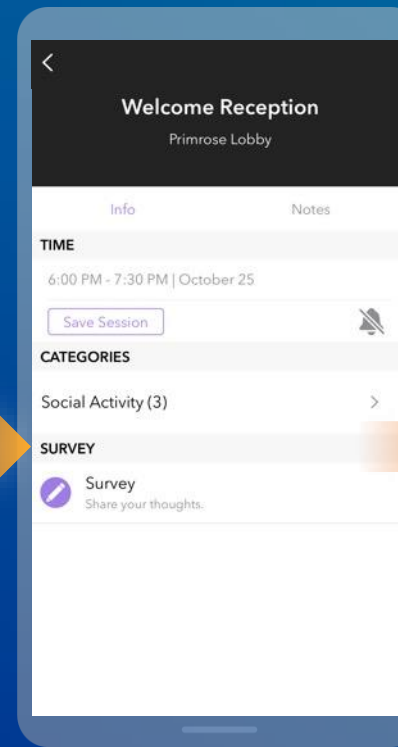 Welcome Reception
Primrose Lobby
Info Notes
TIME
6:00 PM - 7:30 PM | October 25
Save Session
CATEGORIES
Social Activity (3)
SURVEY
Survey
Share your thoughts.